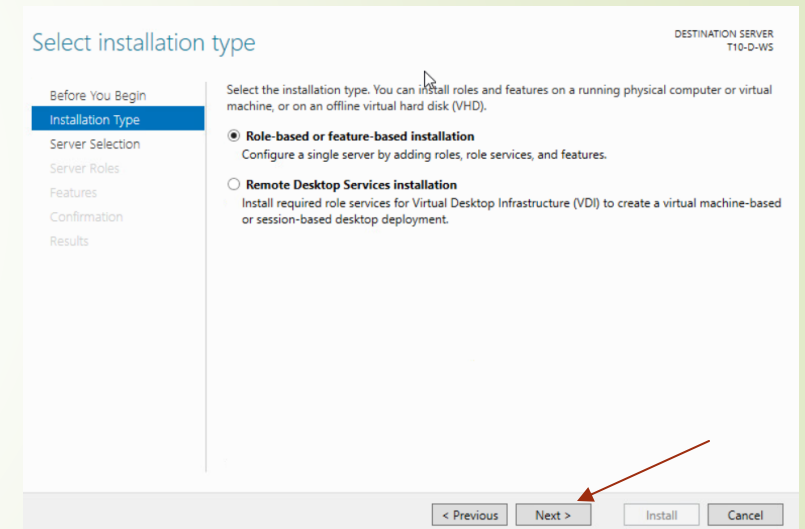 Select installation type
DESTINATION SERVER
T10-D-WS
Before You Begin
Installation Type
Server Selection
Server Roles
Features
Confirmation
Results
Select the installation type. You can install roles and features on a running physical computer or virtual
machine, or on an offline virtual hard disk (VHD).
Role-based or feature-based installation
Configure a single server by adding roles, role services, and features.
Remote Desktop Services installation
Install required role services for Virtual Desktop Infrastructure (VDI) to create a virtual machine-based
or session-based desktop deployment.
< Previous
Next >
Install
Cancel